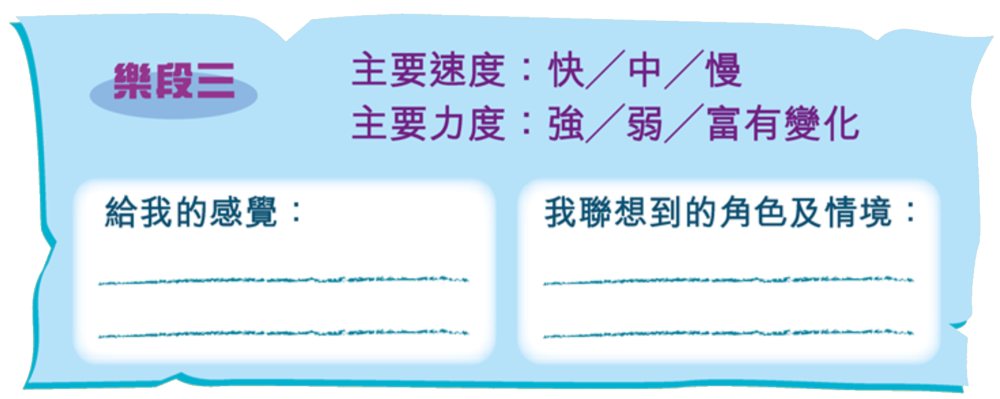 樂段三
主要速度：快／中／慢
主要力度：強／弱／富有變化
給我的感覺：
我聯想到的角色及情境：